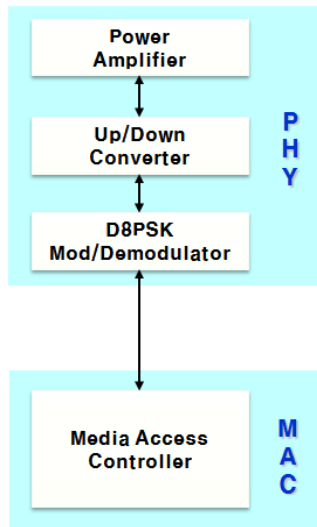 Power
Amplifier
Up/Down
Converter
D8PSK
Mod/Demodulator
P
H
Y
Media Access
Controller
M
A
C